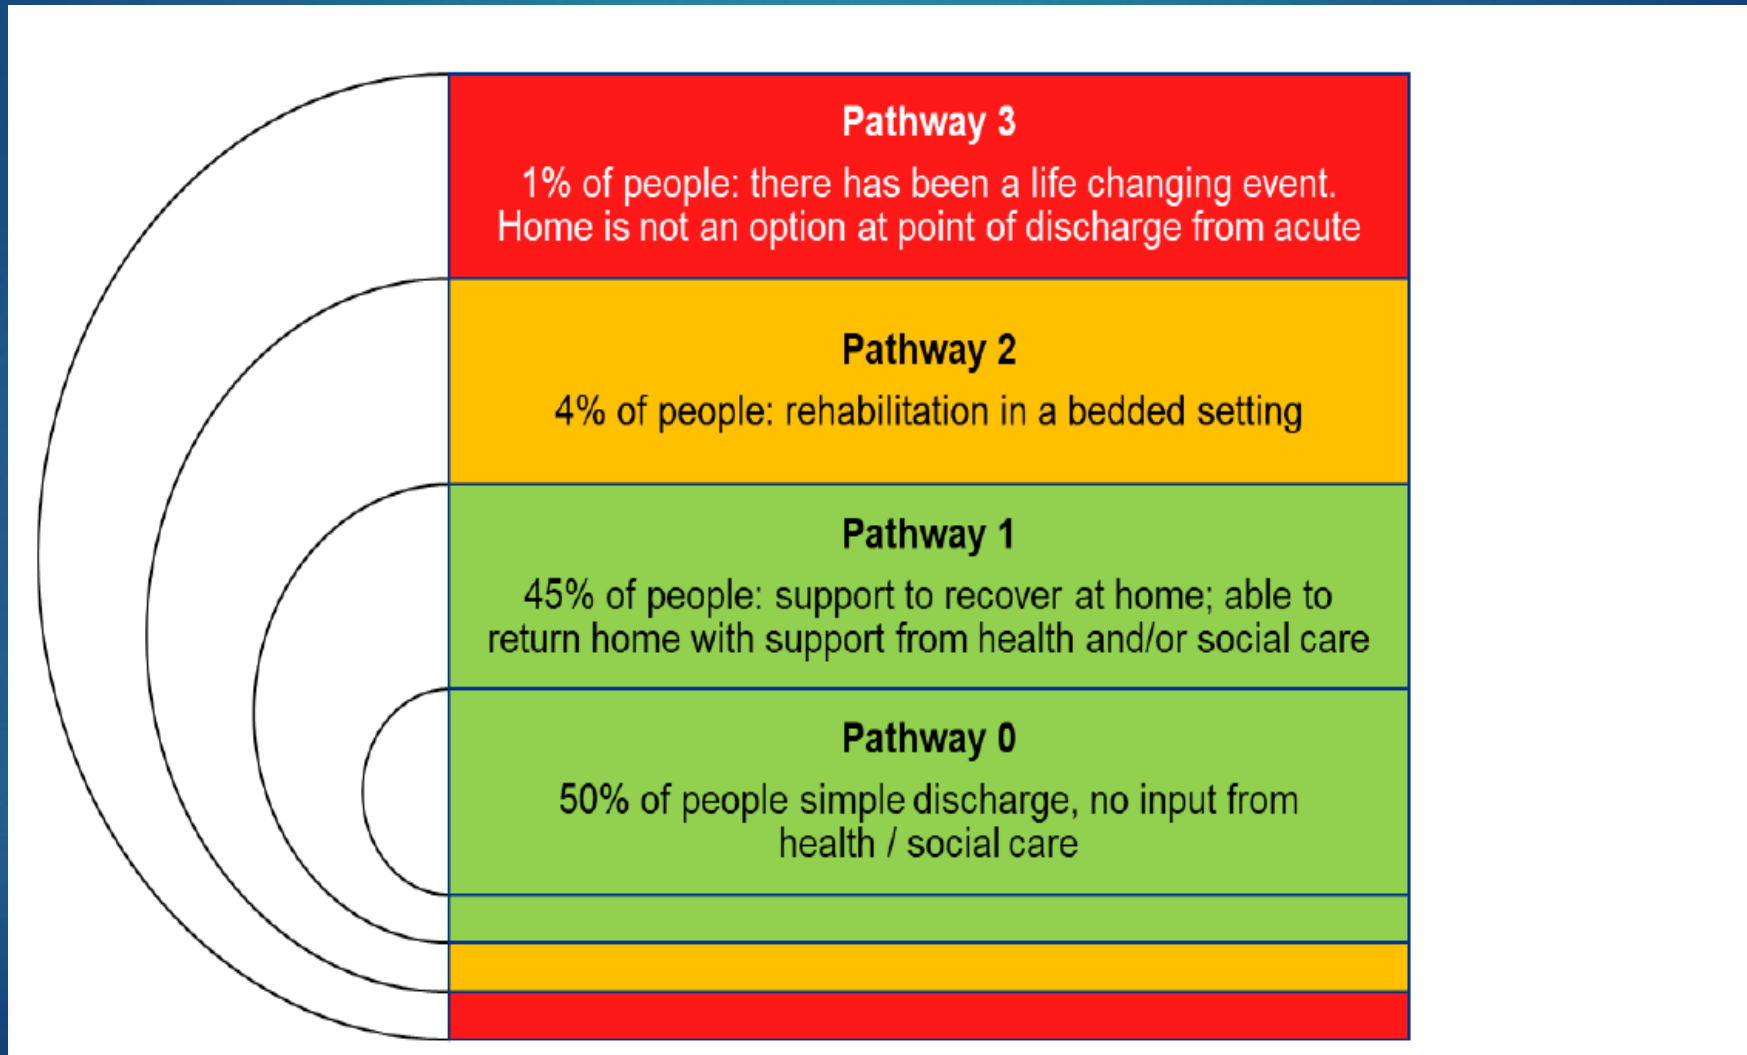 Pathway 3
1% of people: there has been a life changing event.
Home is not an option at point of discharge from acute
Pathway 2
4% of people: rehabilitation in a bedded setting
Pathway 1
45% of people: support to recover at home; able to
return home with support from health and/or social care
Pathway 0
50% of people simple discharge, no input from
health / social care